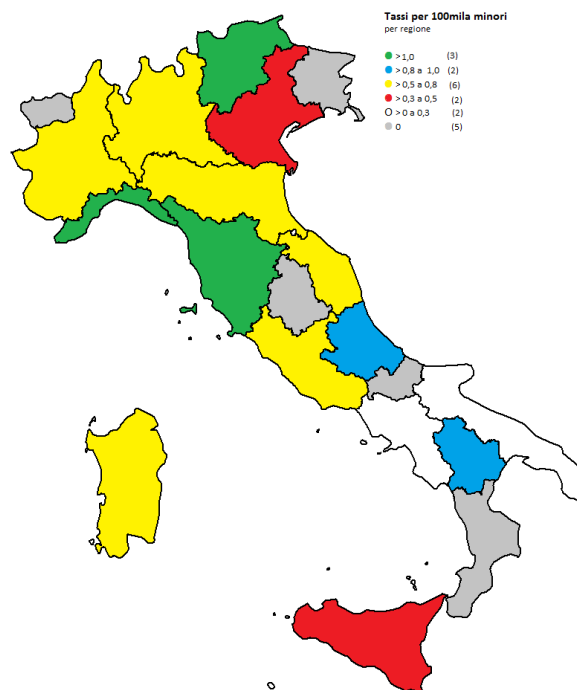 Tassi per 100mila minori
per regione
>1,0 (3)
>0,8 a 1,0 (2)
>0,5 a 0,8 (6)
>0,3 a 0,5 (2)
>0 a 0,3 (2)
0 (5)